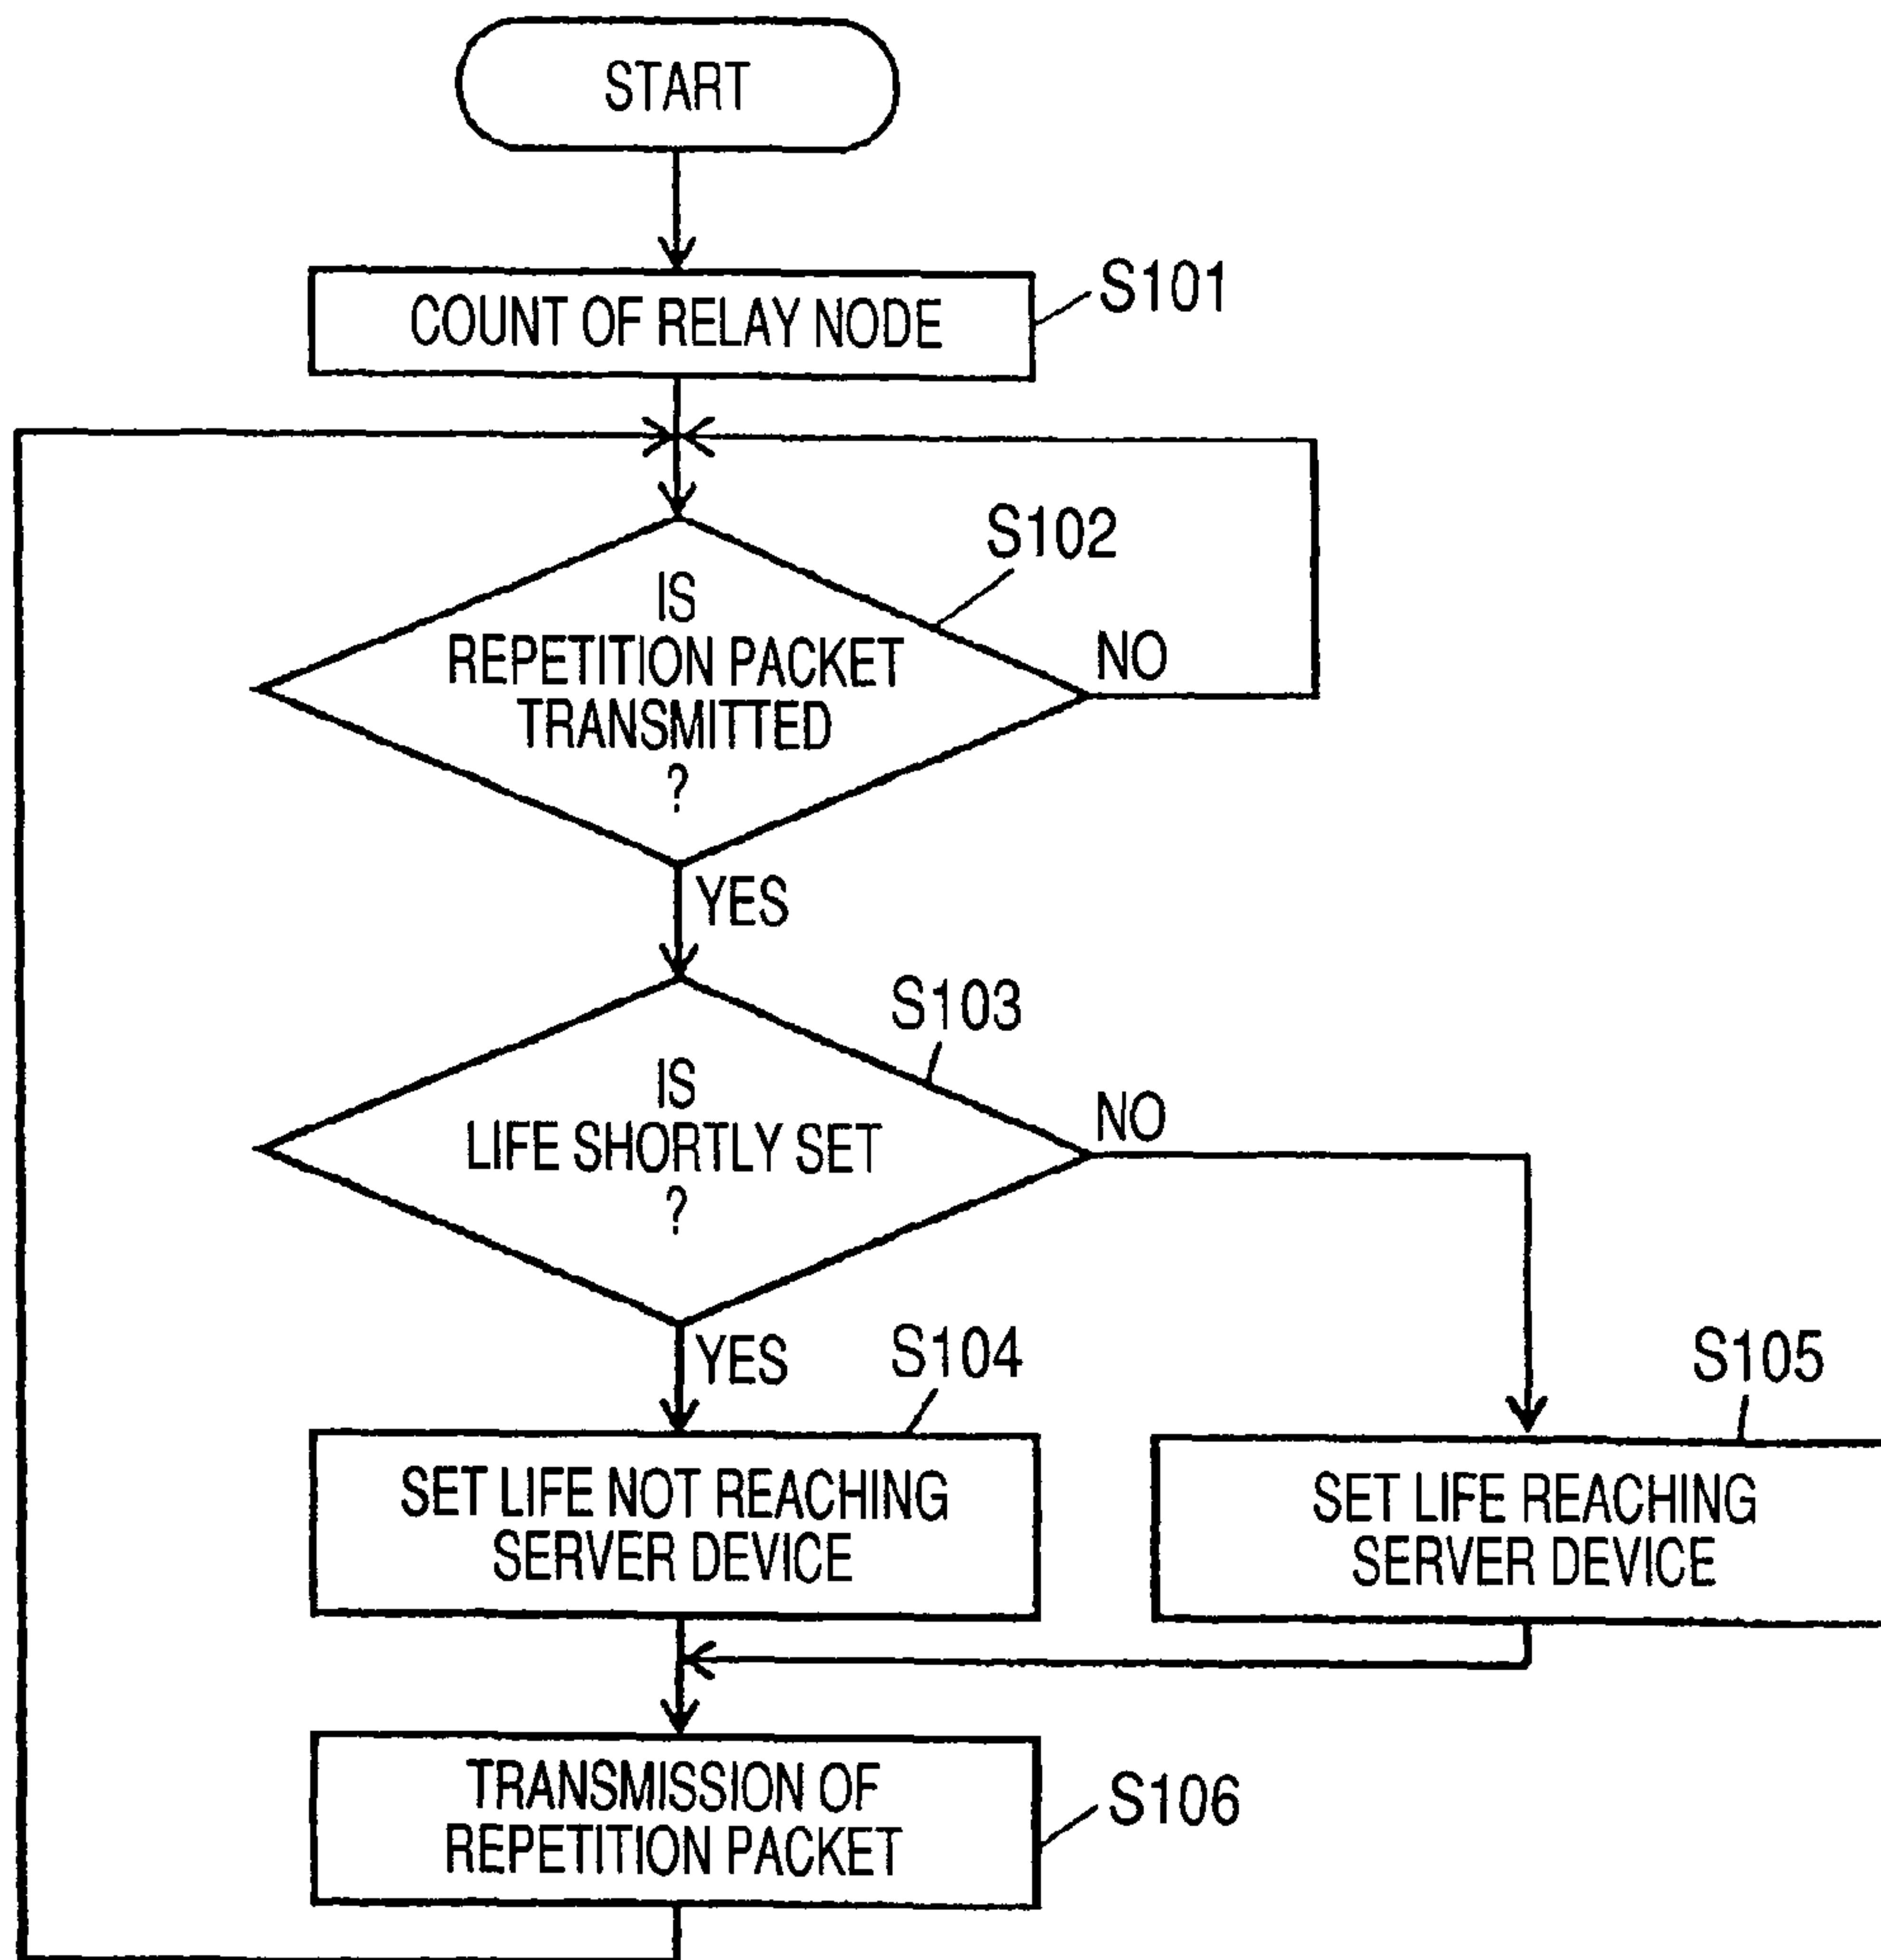 START
COUNT OF RELAY NODE
S101
S102
IS
REPETITION PACKET
TRANSMITTED
?
NO
YES
S103
IS
LIFE SHORTLY SET
?
NO
YES
S104
SET LIFE NOT REACHING
SERVER DEVICE
S105
SET LIFE REACHING
SERVER DEVICE
TRANSMISSION OF
REPETITION PACKET
S106